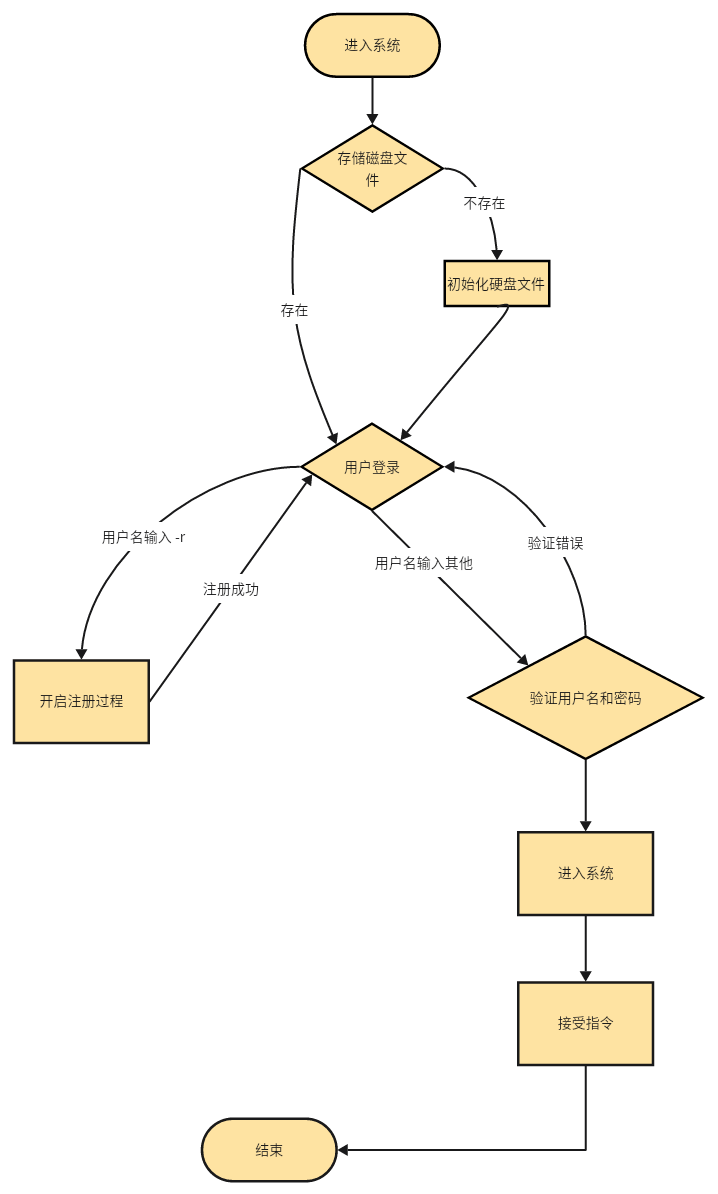 进入系统
存储磁盘文
件
不存在
初始化硬盘文件
存在
用户登录
用户名输入 -r
验证错误
用户名输入其他
注册成功
开启注册过程
验证用户名和密码
进入系统
接受指令
结束